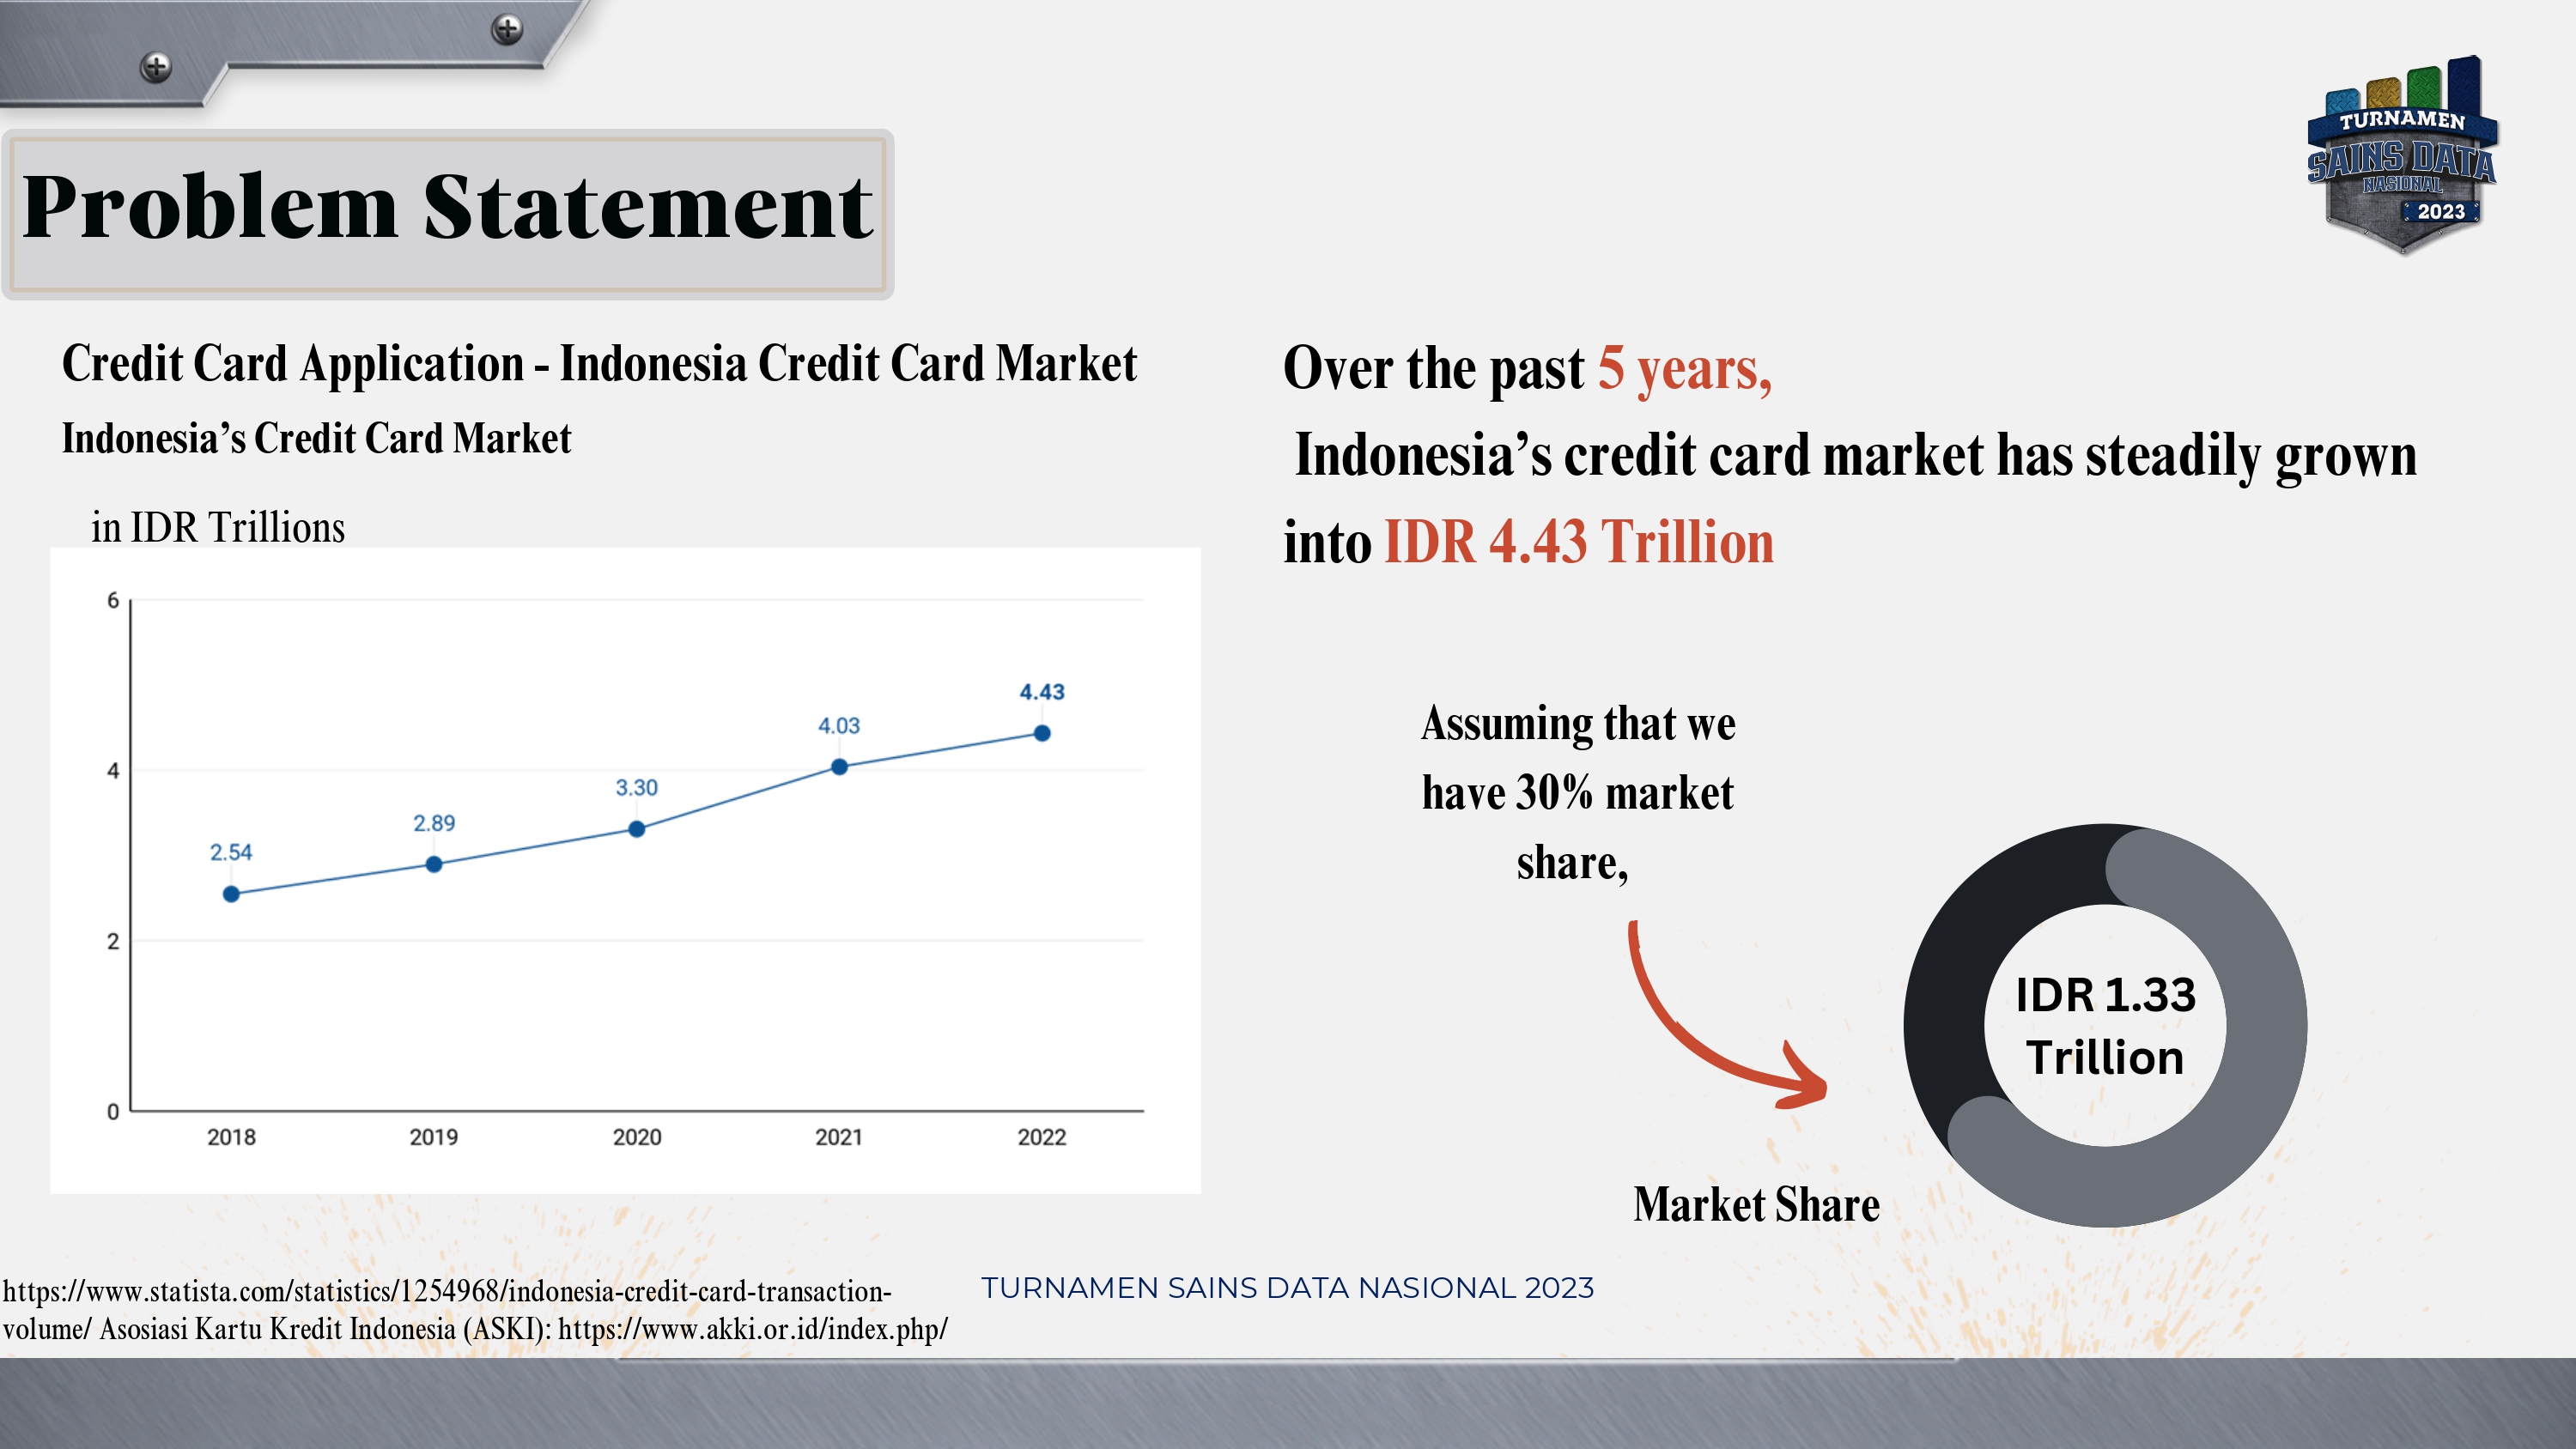 TURNAMEN
SAINS DATA
NASIONAL
2023
Problem Statement
Credit Card Application - Indonesia Credit Card Market
Indonesia’s Credit Card Market
in IDR Trillions
6
4
2
0
2.54
2.89
3.30
4.03
4.43
2018
2019
2020
2021
2022
Over the past 5 years,
Indonesia’s credit card market has steadily grown
into IDR 4.43 Trillion
Assuming that we
have 30% market
share,
IDR 1.33
Trillion
Market Share
https://www.statista.com/statistics/1254968/indonesia-credit-card-transaction-
volume/ Asosiasi Kartu Kredit Indonesia (ASKI): https://www.akki.or.id/index.php/
TURNAMEN SAINS DATA NASIONAL 2023